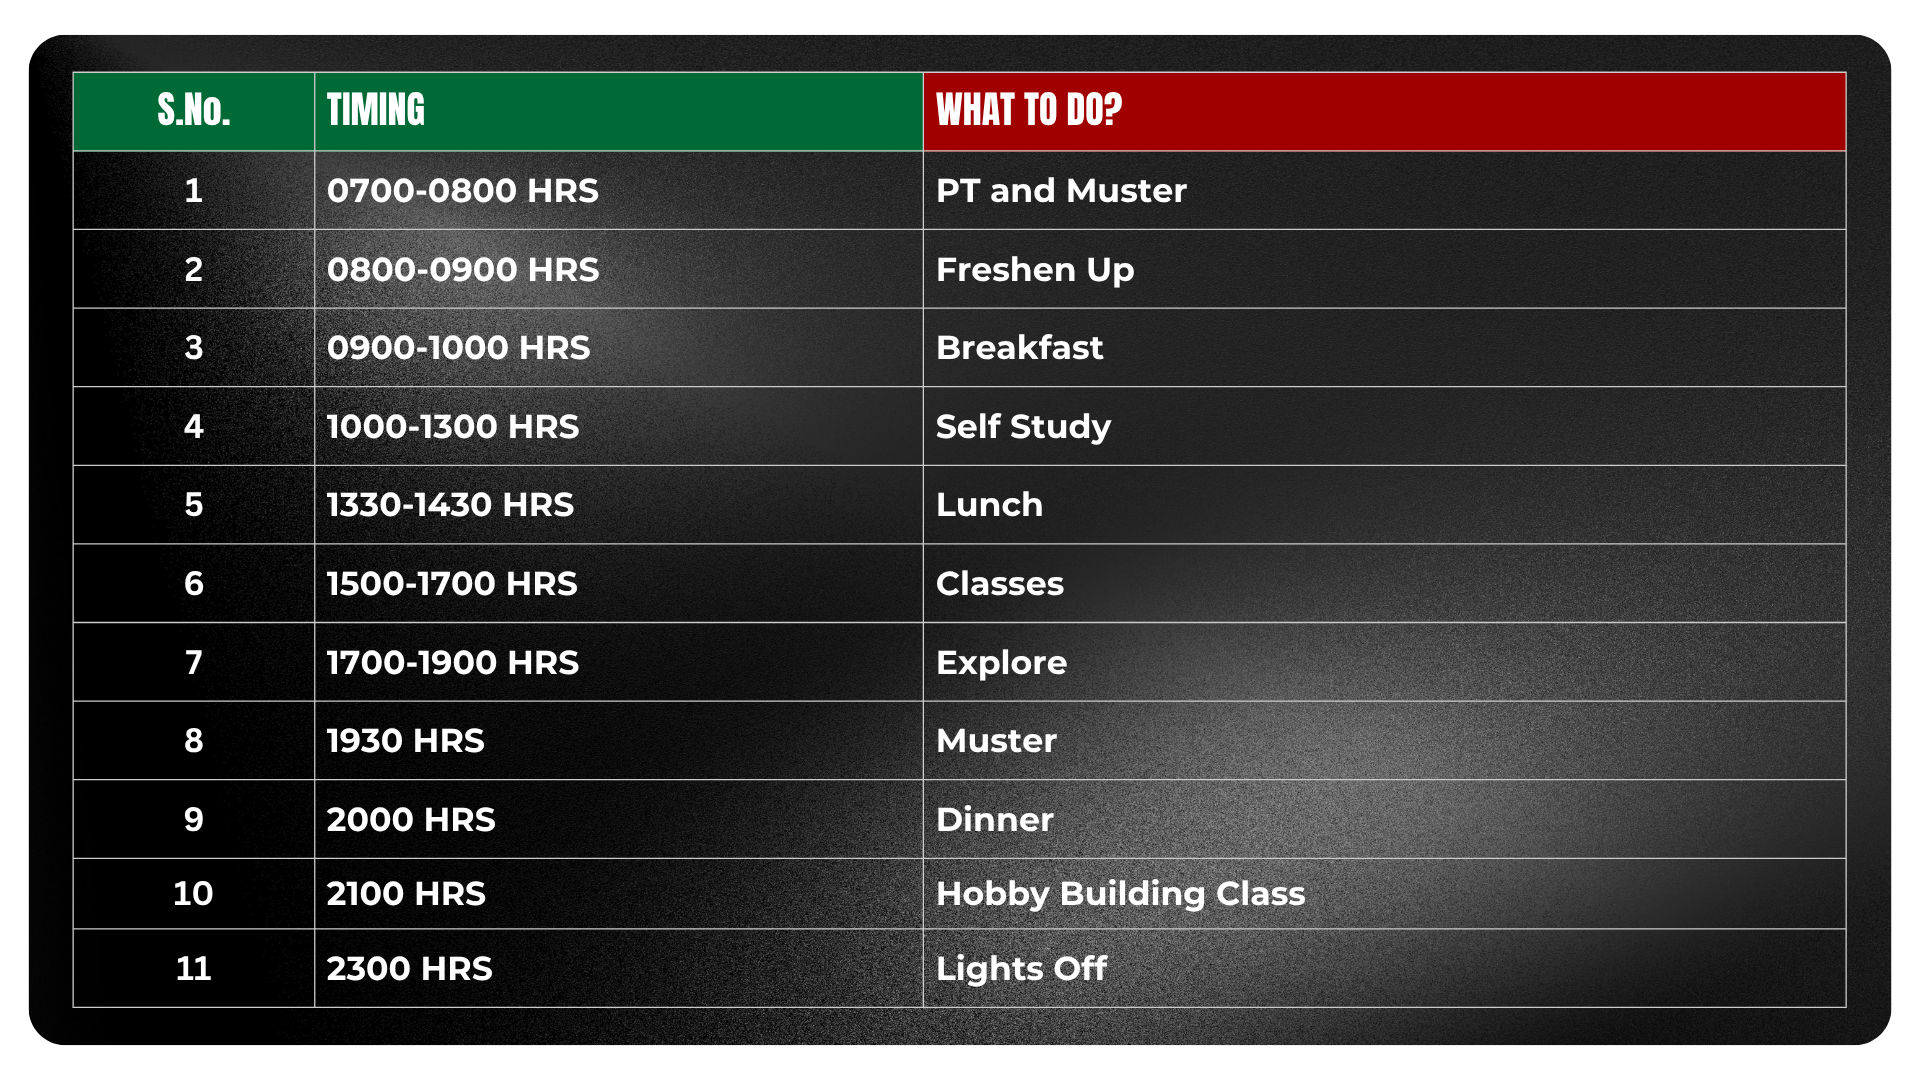 S.No. TIMING WHAT TO DO?
1 0700-0800 HRS PT and Muster
2 0800-0900 HRS Freshen Up
3 0900-1000 HRS Breakfast
4 1000-1300 HRS Self Study
5 1330-1430 HRS Lunch
6 1500-1700 HRS Classes
7 1700-1900 HRS Explore
8 1930 HRS Muster
9 2000 HRS Dinner
10 2100 HRS Hobby Building Class
11 2300 HRS Lights Off